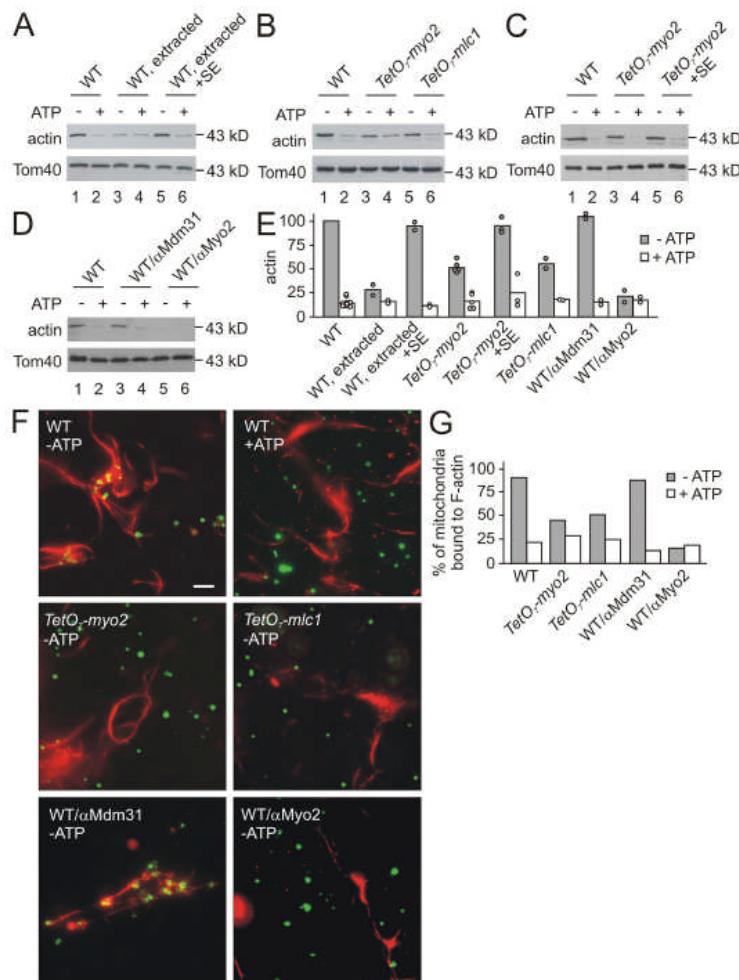 A
WT
WT, extracted
WT, extracted +SE
ATP - + - + - +
actin 43 kD
Tom40 43 kD
1 2 3 4 5 6
B
WT
TetO₇-myo2
TetO₇-mlc1
ATP - + - + - +
actin 43 kD
Tom40 43 kD
1 2 3 4 5 6
C
WT
TetO₇-myo2
TetO₇-myo2 +SE
ATP - + - + - +
actin 43 kD
Tom40 43 kD
1 2 3 4 5 6
D
WT
WT/αMdm31
WT/αMyo2
ATP - + - + - +
actin 43 kD
Tom40 43 kD
1 2 3 4 5 6
E
actin
100
75
50
25
0
- ATP
+ ATP
WT
WT, extracted
WT, extracted +SE
TetO₇-myo2
TetO₇-myo2 +SE
TetO₇-mlc1
WT/αMdm31
WT/αMyo2
F
WT
-ATP
WT
+ATP
TetO₇-myo2
-ATP
TetO₇-mlc1
-ATP
WT/αMdm31
-ATP
WT/αMyo2
-ATP
G
% of mitochondria
bound to F-actin
100
75
50
25
0
- ATP
+ ATP
WT
TetO₇-myo2
TetO₇-mlc1
WT/αMdm31
WT/αMyo2